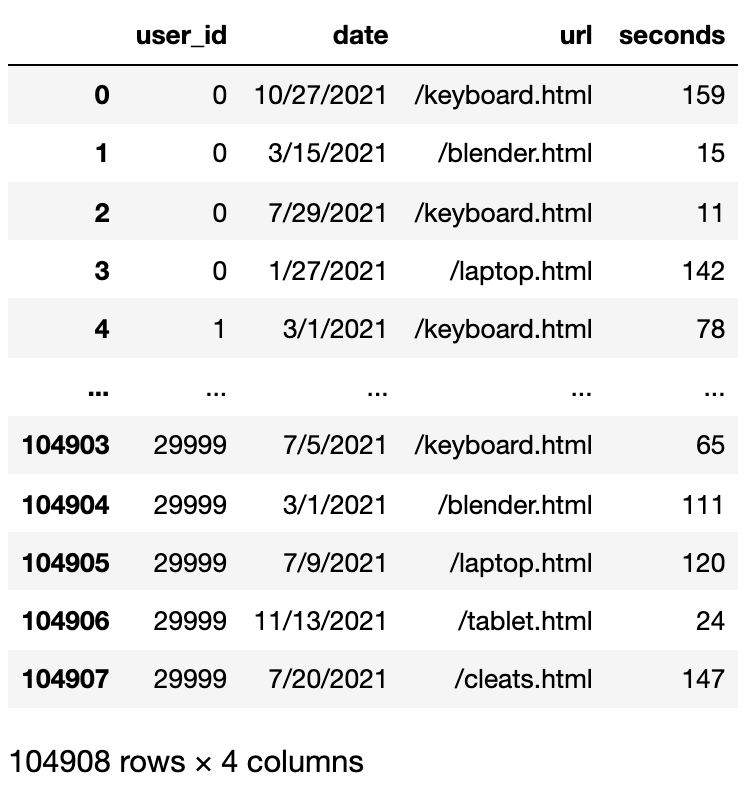 user_id date url seconds
0 0 10/27/2021 /keyboard.html 159
1 0 3/15/2021 /blender.html 15
2 0 7/29/2021 /keyboard.html 11
3 0 1/27/2021 /laptop.html 142
4 1 3/1/2021 /keyboard.html 78
... ... ... ... ...
104903 29999 7/5/2021 /keyboard.html 65
104904 29999 3/1/2021 /blender.html 111
104905 29999 7/9/2021 /laptop.html 120
104906 29999 11/13/2021 /tablet.html 24
104907 29999 7/20/2021 /cleats.html 147
104908 rows × 4 columns